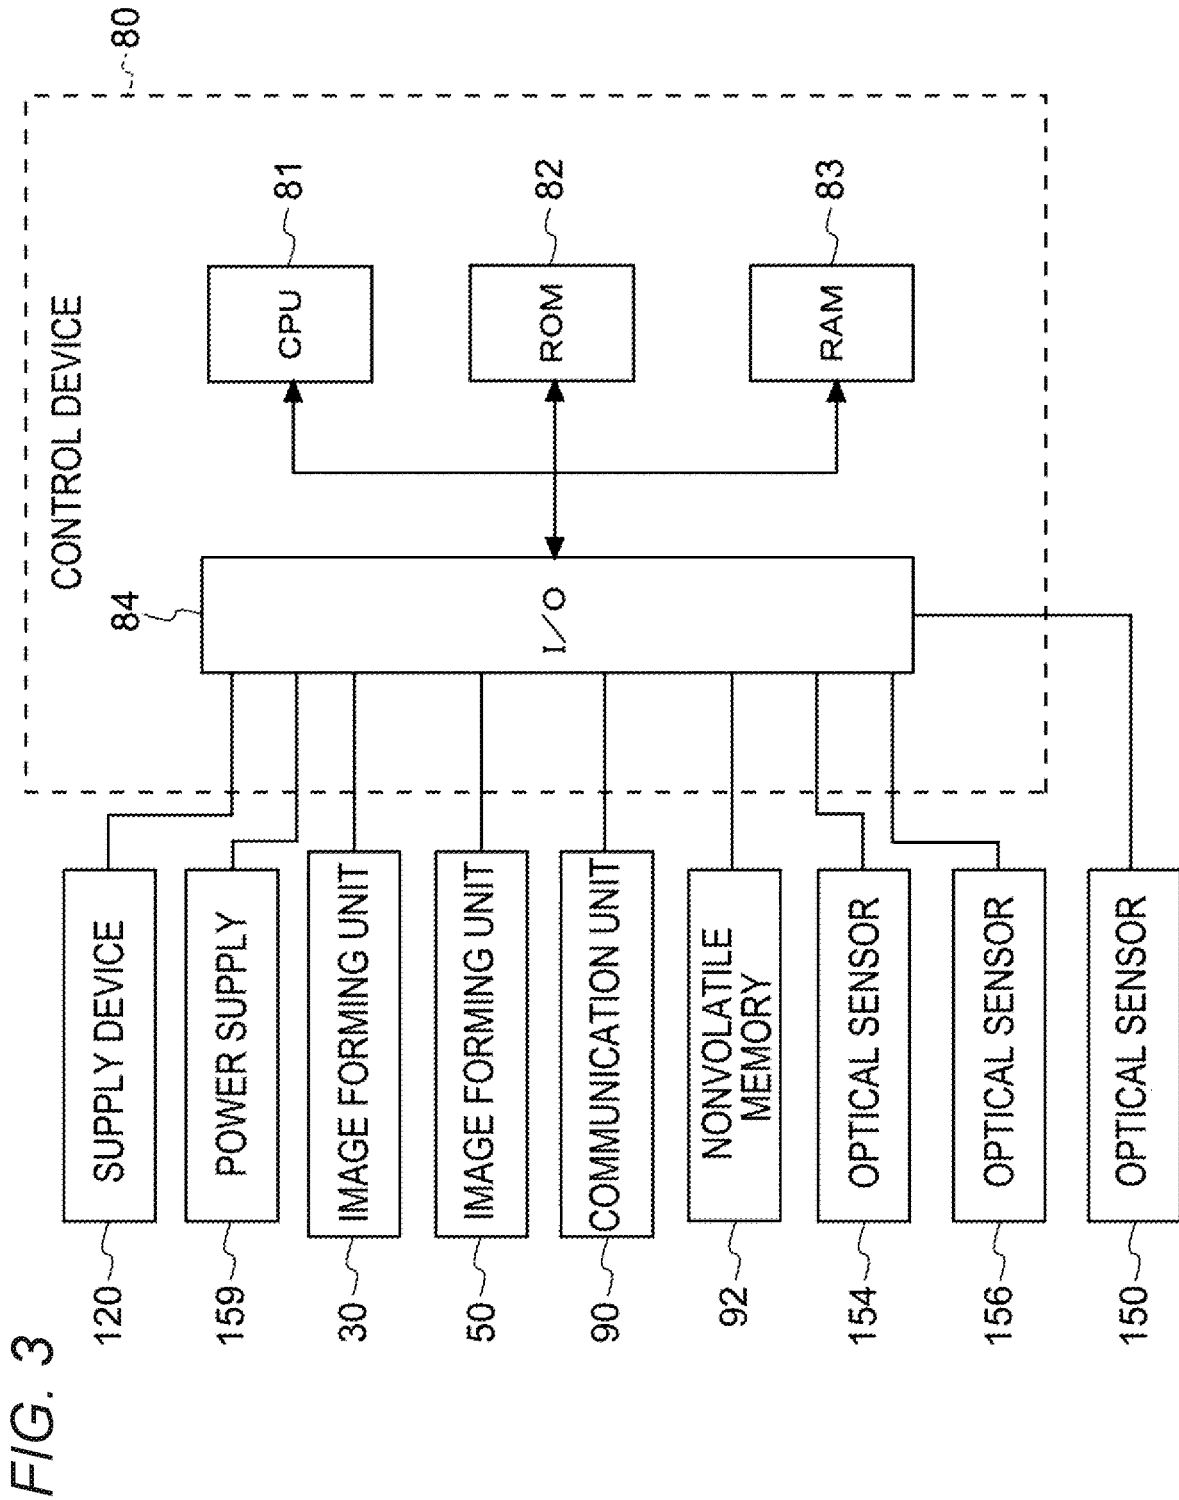 FIG. 3
80
CONTROL DEVICE
84
I/O
CPU
81
ROM
82
RAM
83
120
SUPPLY DEVICE
159
POWER SUPPLY
30
IMAGE FORMING UNIT
50
IMAGE FORMING UNIT
90
COMMUNICATION UNIT
92
NONVOLATILE
MEMORY
154
OPTICAL SENSOR
156
OPTICAL SENSOR
150
OPTICAL SENSOR